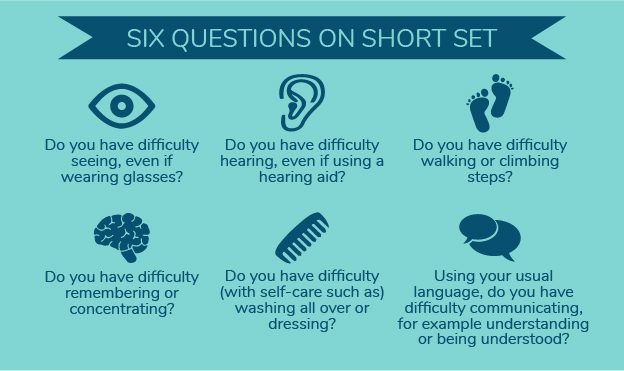 SIX QUESTIONS ON SHORT SET
Do you have difficulty
seeing, even if
wearing glasses?
Do you have difficulty
hearing, even if using a
hearing aid?
Do you have difficulty
walking or climbing
steps?
Do you have difficulty
remembering or
concentrating?
Do you have difficulty
(with self-care such as)
washing all over or
dressing?
Using your usual
language, do you have
difficulty communicating,
for example understanding
or being understood?